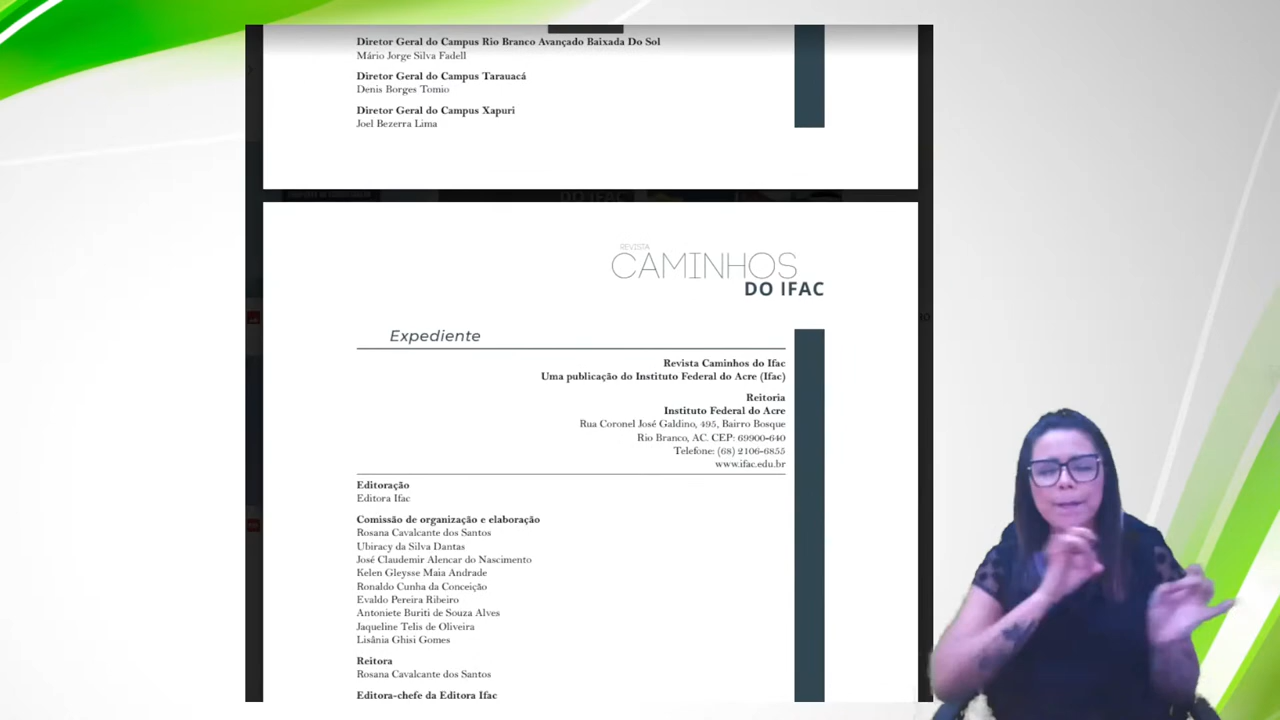 Diretor Geral do Campus Rio Branco Avançado Baixada Do Sol
Mário Jorge Silva Fadell
Diretor Geral do Campus Tarauacá
Denis Borges Tomio
Diretor Geral do Campus Xapuri
Joel Bezerra Lima
REVISTA
CAMINHOS
DO IFAC
Expediente
Revista Caminhos do Ifac
Uma publicação do Instituto Federal do Acre (Ifac)
Reitoria
Instituto Federal do Acre
Rua Coronel José Galdino, 495, Bairro Bosque
Rio Branco, AC. CEP: 69900-640
Telefone: (68) 2106-6855
www.ifac.edu.br
Editoração
Editora Ifac
Comissão de organização e elaboração
Rosana Cavalcante dos Santos
Ubiracy da Silva Dantas
José Claudemir Alencar do Nascimento
Kelen Gleysse Maia Andrade
Ronaldo Cunha da Conceição
Evaldo Pereira Ribeiro
Antoniete Buriti de Souza Alves
Jaqueline Telis de Oliveira
Lisânia Ghisi Gomes
Reitora
Rosana Cavalcante dos Santos
Editora-chefe da Editora Ifac